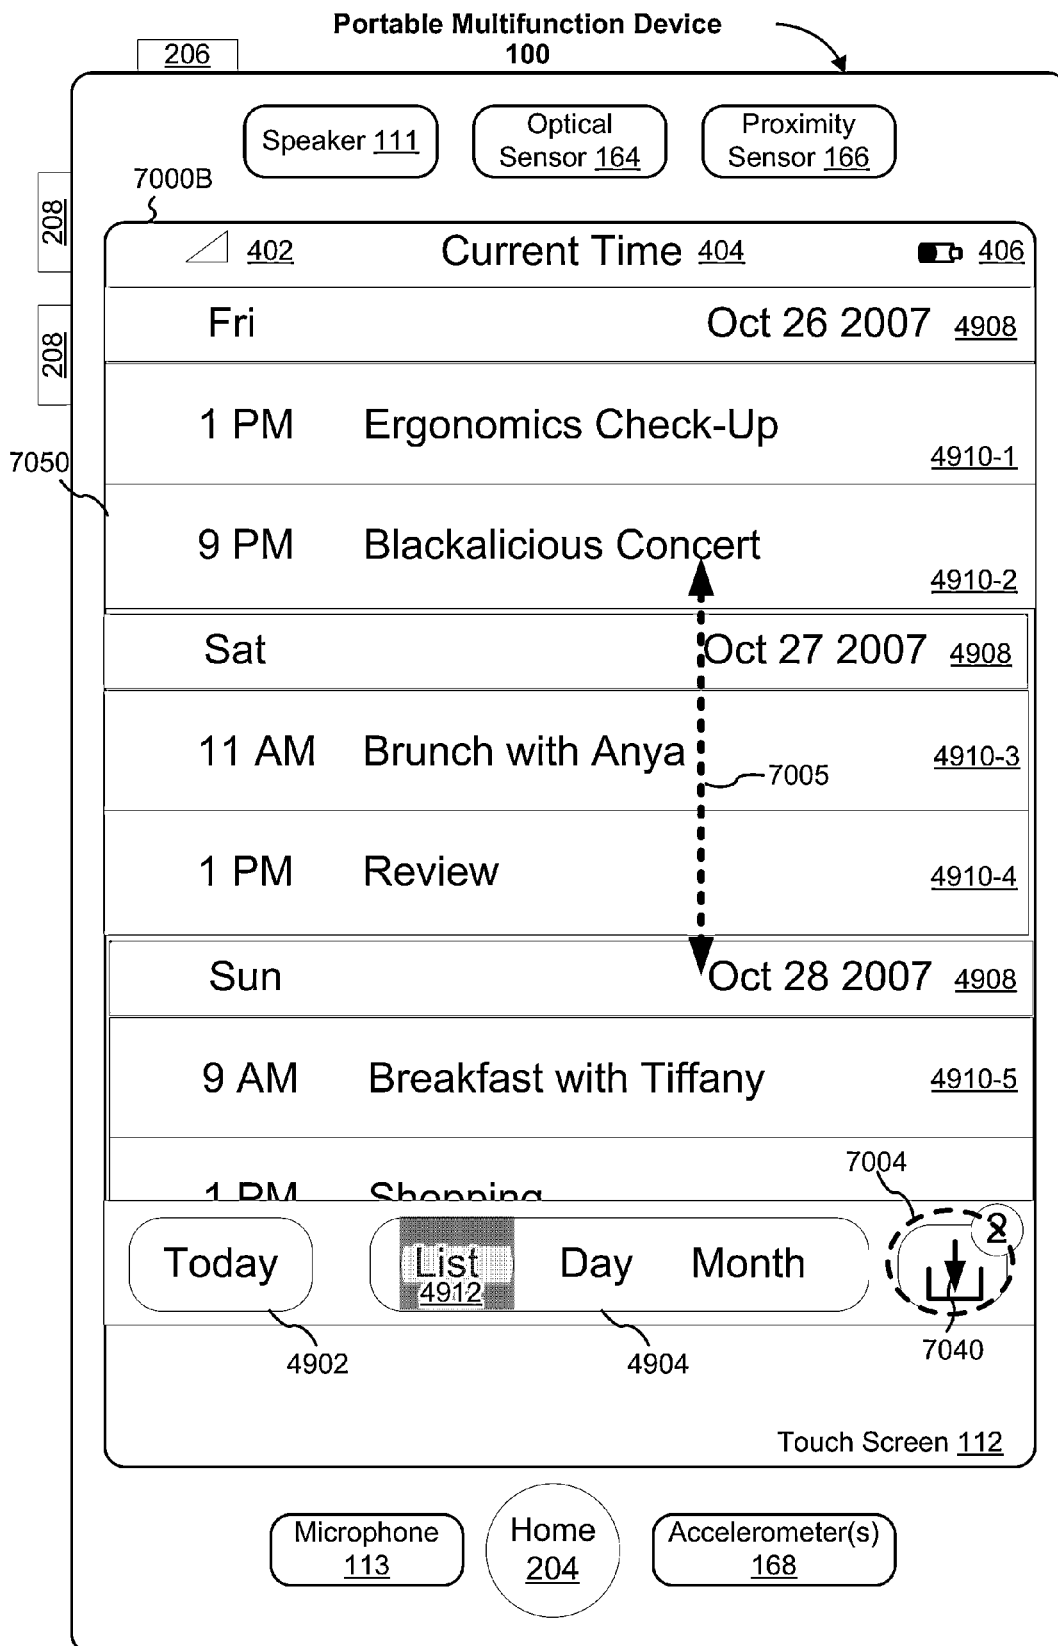 Portable Multifunction Device
100
206
Speaker 111
Optical
Sensor 164
Proximity
Sensor 166
7000B
208
402
Current Time 404
406
Fri
Oct 26 2007 4908
208
1 PM
Ergonomics Check-Up
4910-1
7050
9 PM
Blackalicious Concert
4910-2
Sat
Oct 27 2007 4908
11 AM
Brunch with Anya
4910-3
7005
1 PM
Review
4910-4
Sun
Oct 28 2007 4908
9 AM
Breakfast with Tiffany
4910-5
7004
1 PM
Shopping
2
Today
List
4912
Day
Month
4902
4904
7040
Touch Screen 112
Microphone
113
Home
204
Accelerometer(s)
168